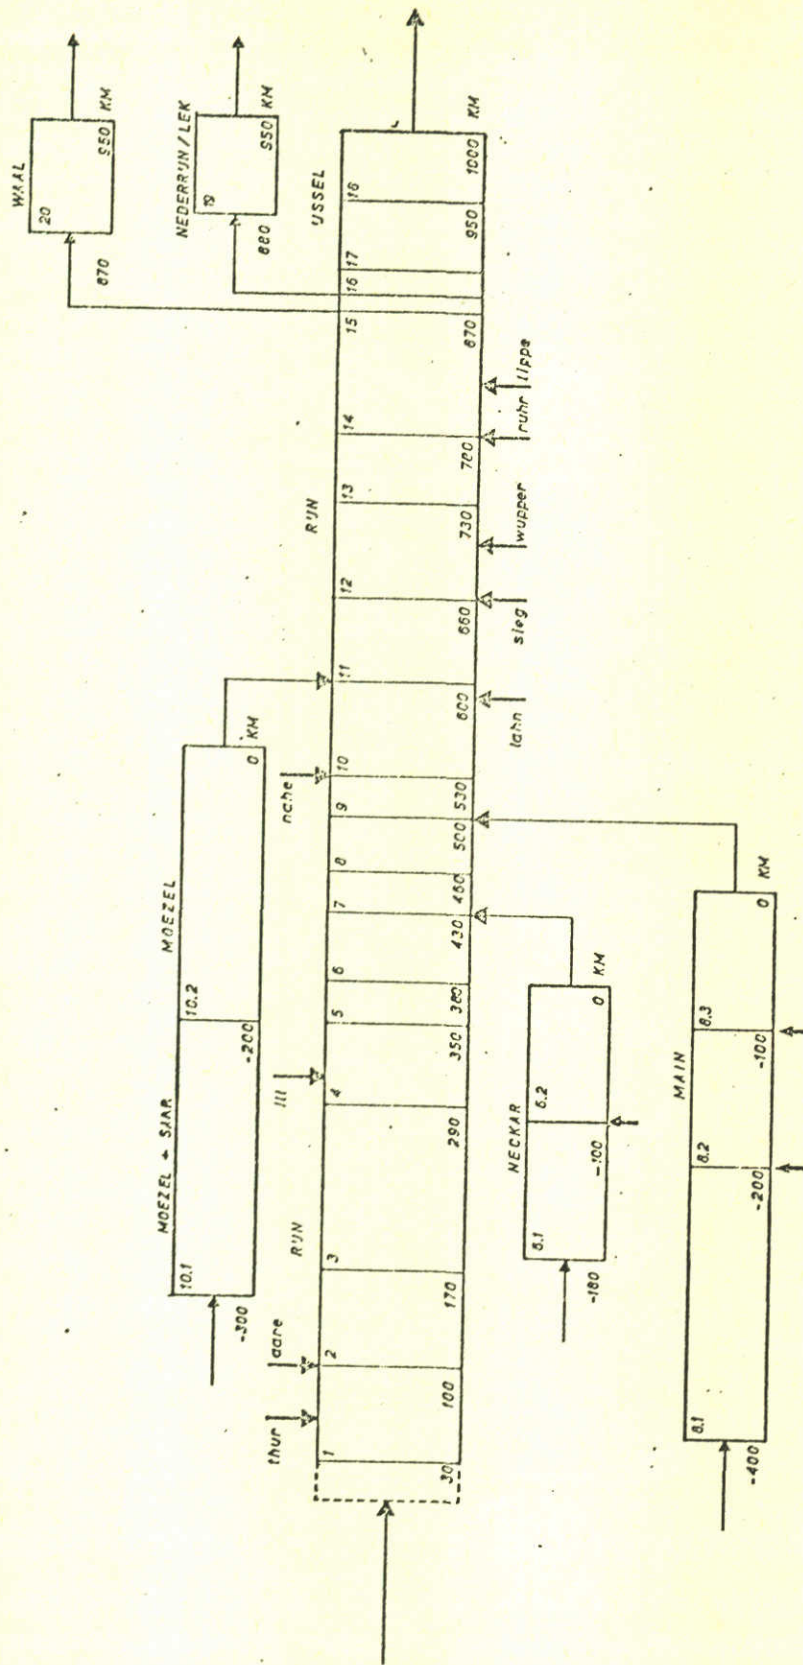 WAAL
20
950
KM
870
NEDERRIJN/LEK
19
950
KM
880
MOEZEL + SAAR
MOEZEL
10.1
10.2
-300
-200
0
KM
thur
aare
Ill
nahe
RIJN
RIJN
IJSSEL
1
2
3
4
5
6
7
8
9
10
11
12
13
14
15
16
17
18
30
100
170
290
350
380
430
460
500
530
600
660
730
780
870
950
1000
KM
lahn
sieg
wupper
ruhr
lippe
NECKAR
6.1
6.2
-180
-100
0
KM
MAIN
8.1
8.2
8.3
-400
-200
-100
0
KM